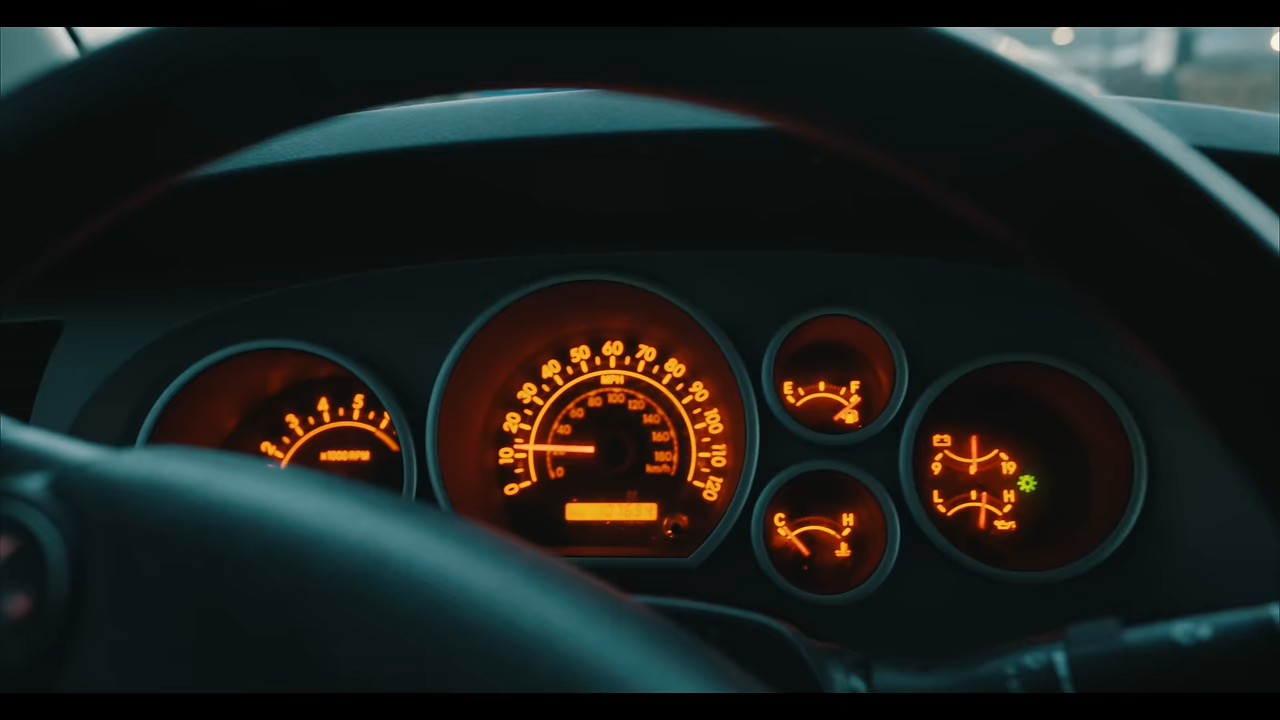 2 3 4 5
x1000RPM
0 10 20 30 40 50 60 70 80 90 100 110 120
MPH
0 40 60 80 100 120 140 160 180
km/h
E F
C H
9 19
L H